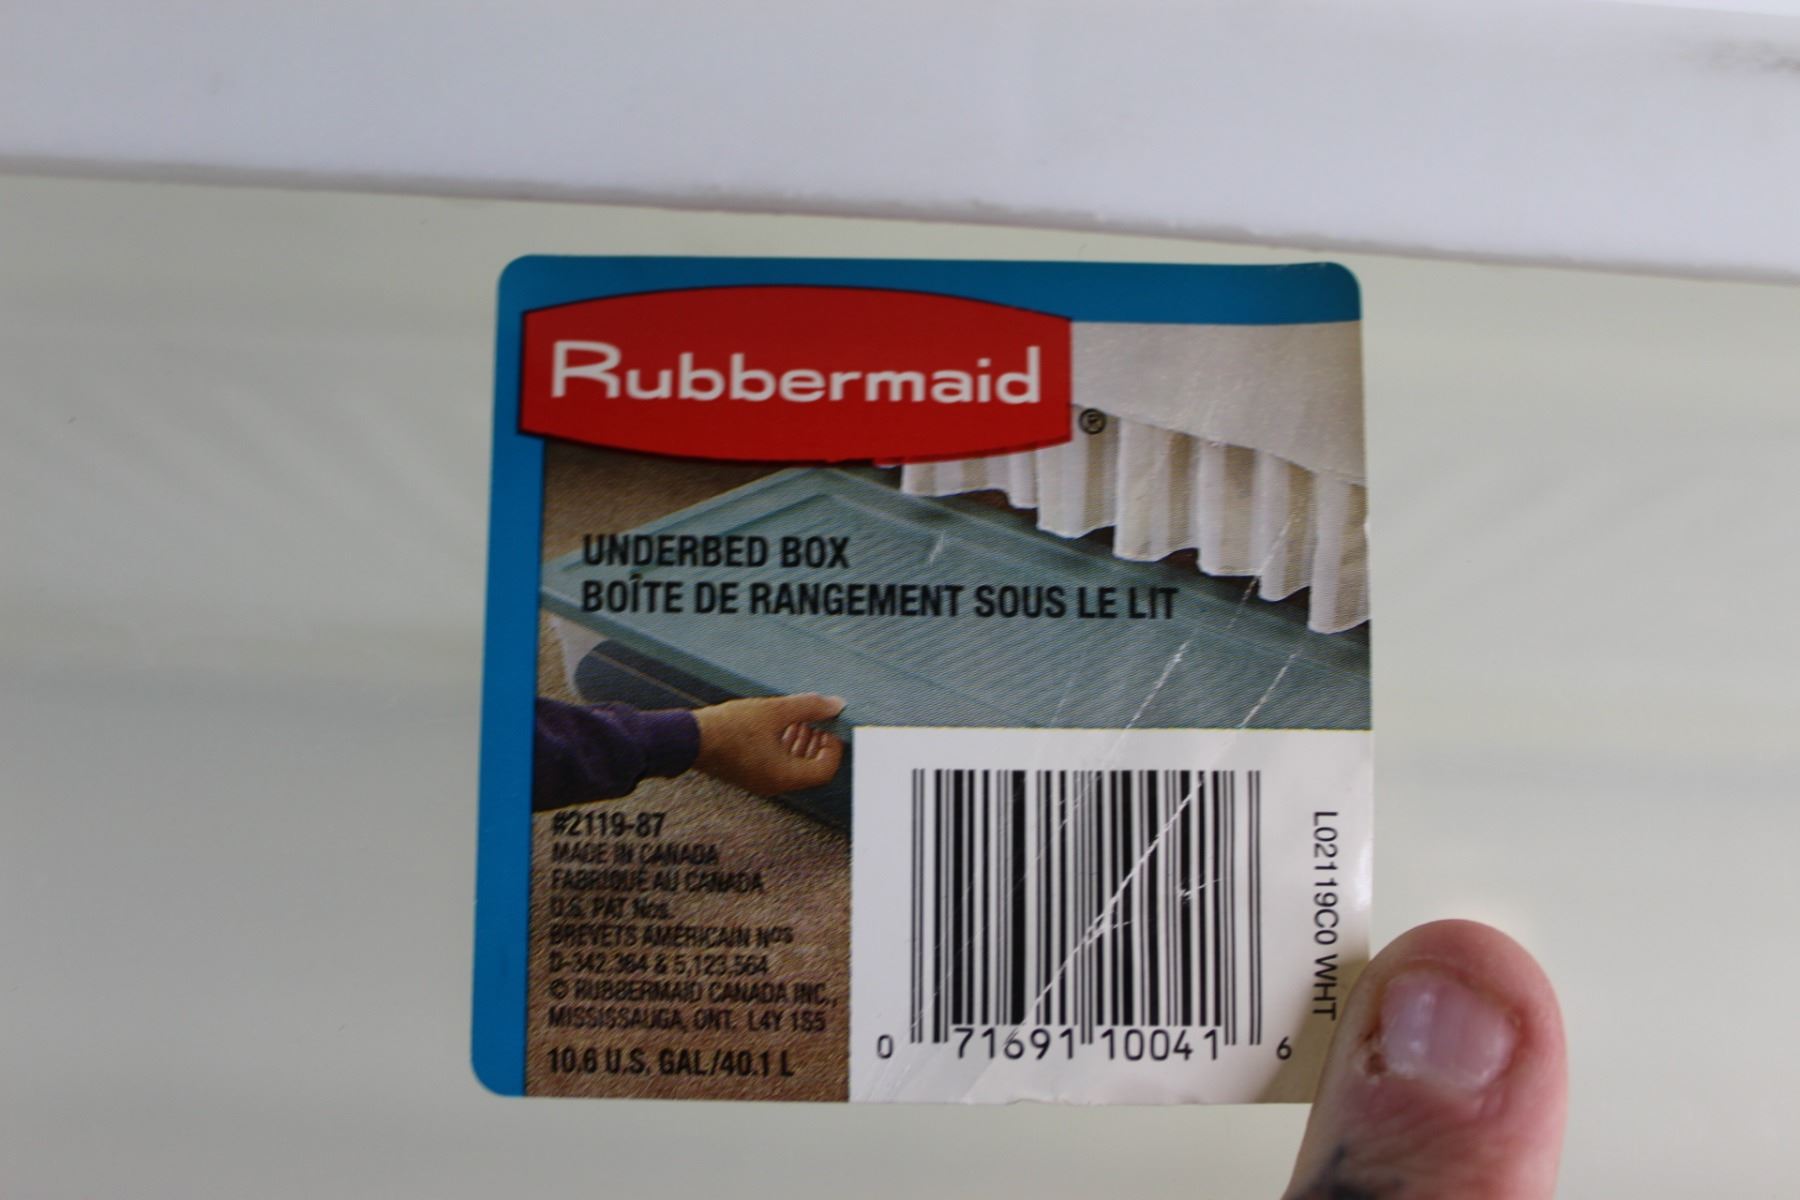 Rubbermaid®
UNDERBED BOX
BOÎTE DE RANGEMENT SOUS LE LIT
#2119-87
MADE IN CANADA
FABRIQUÉ AU CANADA
U.S. PAT Nos.
BREVETS AMÉRICAIN Nos
D-342,364 & 5,123,564
© RUBBERMAID CANADA INC.,
MISSISSAUGA, ONT. L4Y 1S5
10.6 U.S. GAL/40.1 L
0 71691 10041 6
L02119C0 WHT